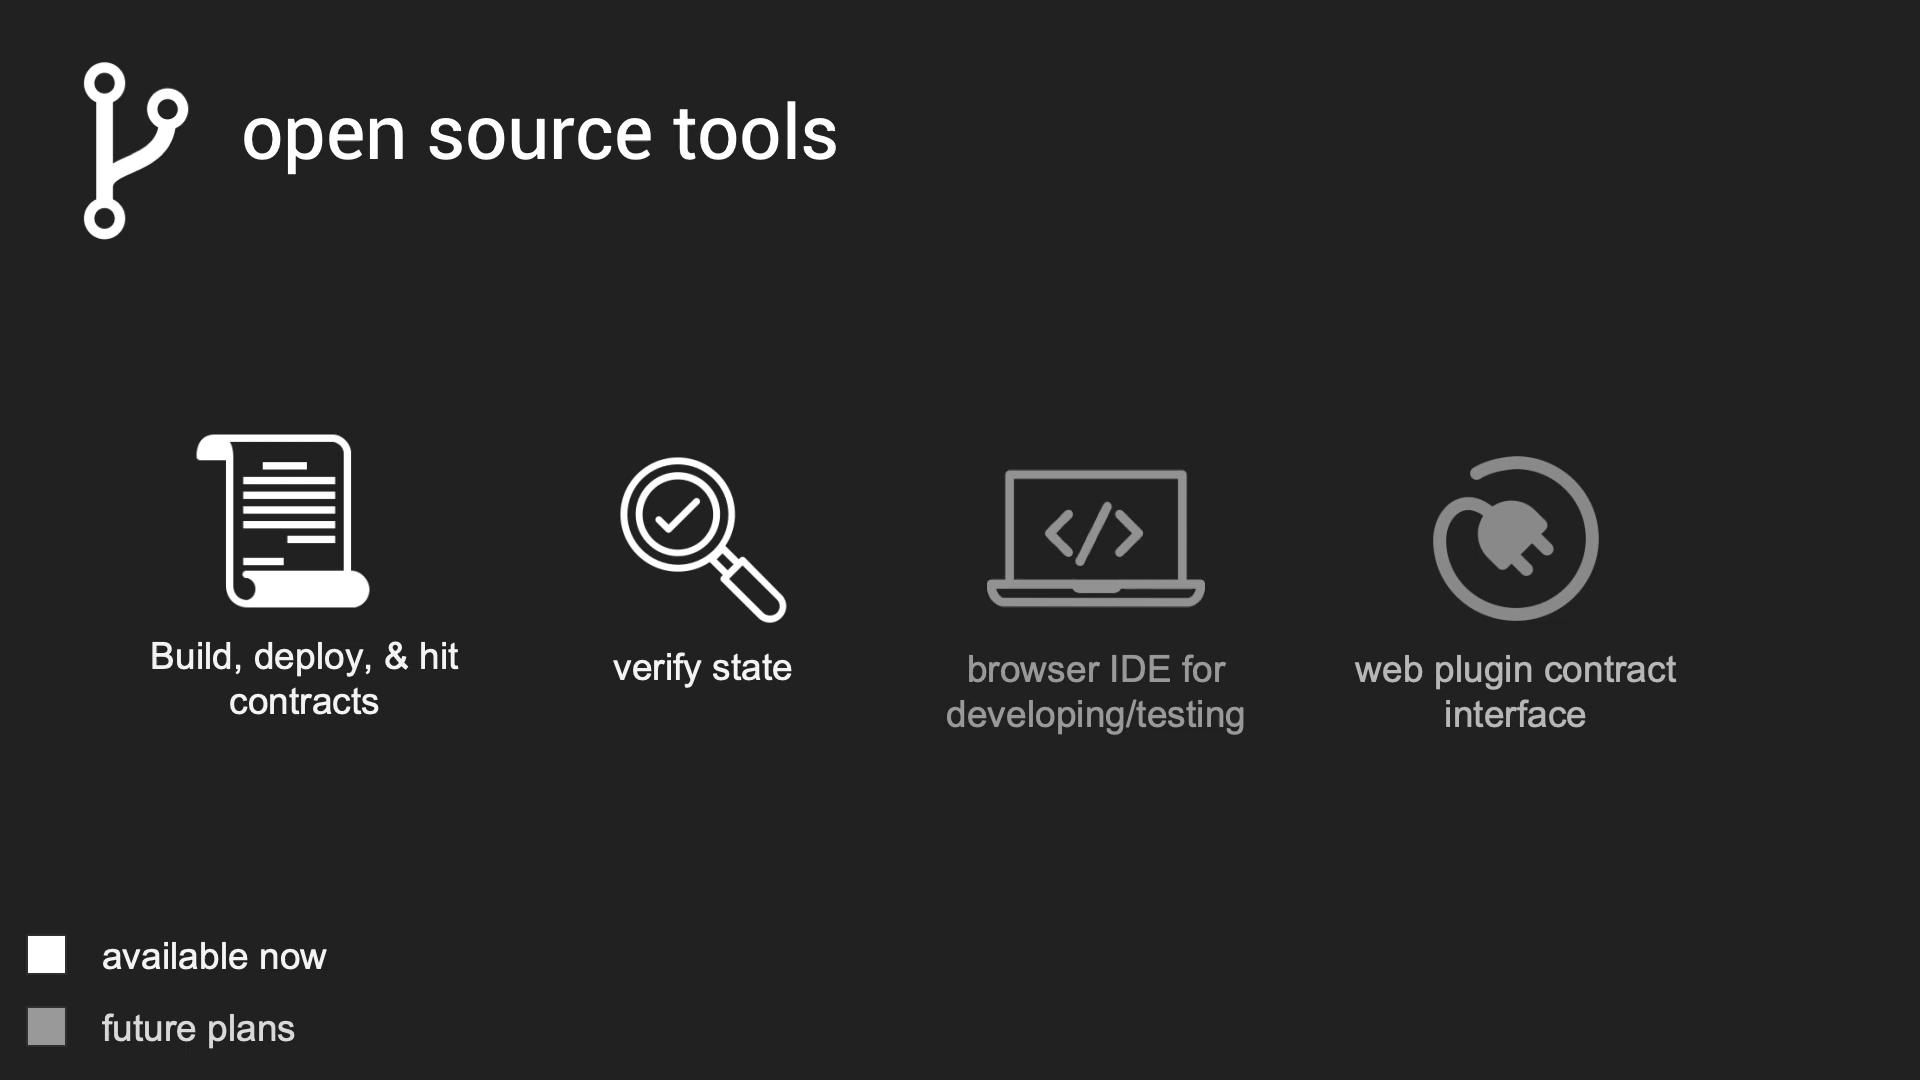 open source tools
Build, deploy, & hit
contracts
verify state
browser IDE for
developing/testing
web plugin contract
interface
available now
future plans